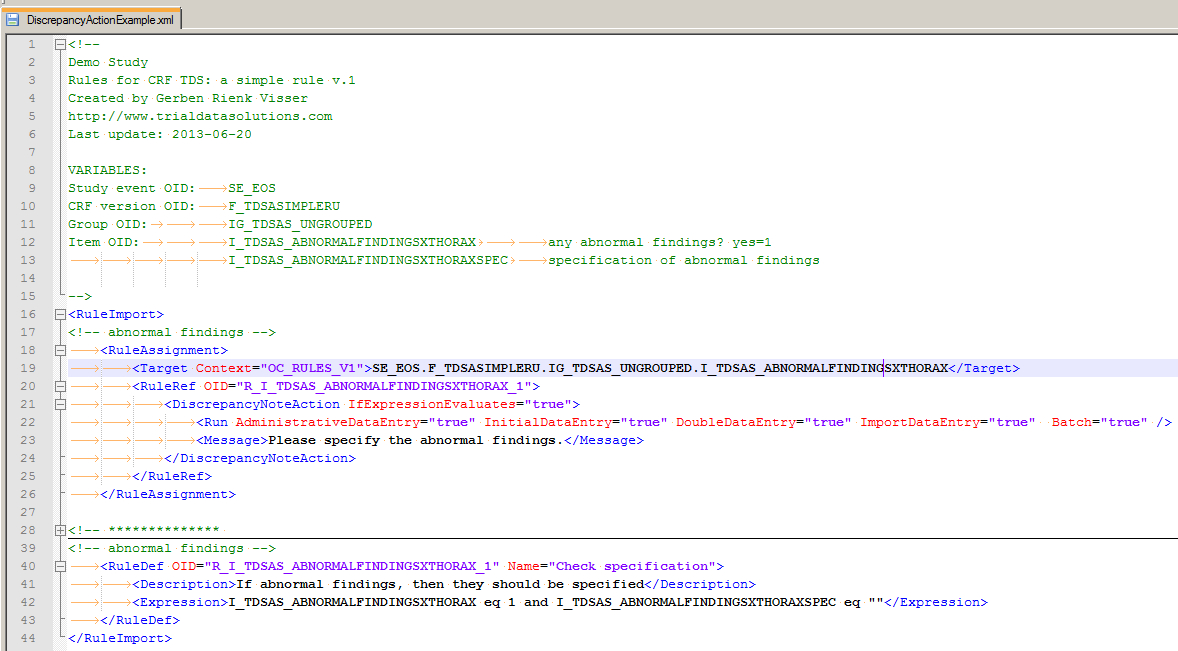 DiscrepancyActionExample.xml
1 <!--
2 Demo Study
3 Rules for CRF TDS: a simple rule v.1
4 Created by Gerben Rienk Visser
5 http://www.trialdatasolutions.com
6 Last update: 2013-06-20
7
8 VARIABLES:
9 Study event OID: SE_EOS
10 CRF version OID: F_TDSASIMPLERU
11 Group OID: IG_TDSAS_UNGROUPED
12 Item OID: I_TDSAS_ABNORMALFINDINGSXTHORAX any abnormal findings? yes=1
13 I_TDSAS_ABNORMALFINDINGSXTHORAXSPEC specification of abnormal findings
14
15 -->
16 <RuleImport>
17 <!-- abnormal findings -->
18 <RuleAssignment>
19 <Target Context="OC_RULES_V1">SE_EOS.F_TDSASIMPLERU.IG_TDSAS_UNGROUPED.I_TDSAS_ABNORMALFINDINGSXTHORAX</Target>
20 <RuleRef OID="R_I_TDSAS_ABNORMALFINDINGSXTHORAX_1">
21 <DiscrepancyNoteAction IfExpressionEvaluates="true">
22 <Run AdministrativeDataEntry="true" InitialDataEntry="true" DoubleDataEntry="true" ImportDataEntry="true"  Batch="true" />
23 <Message>Please specify the abnormal findings.</Message>
24 </DiscrepancyNoteAction>
25 </RuleRef>
26 </RuleAssignment>
27
28 <!-- **************
39 <!-- abnormal findings -->
40 <RuleDef OID="R_I_TDSAS_ABNORMALFINDINGSXTHORAX_1" Name="Check specification">
41 <Description>If abnormal findings, then they should be specified</Description>
42 <Expression>I_TDSAS_ABNORMALFINDINGSXTHORAX eq 1 and I_TDSAS_ABNORMALFINDINGSXTHORAXSPEC eq ""</Expression>
43 </RuleDef>
44 </RuleImport>